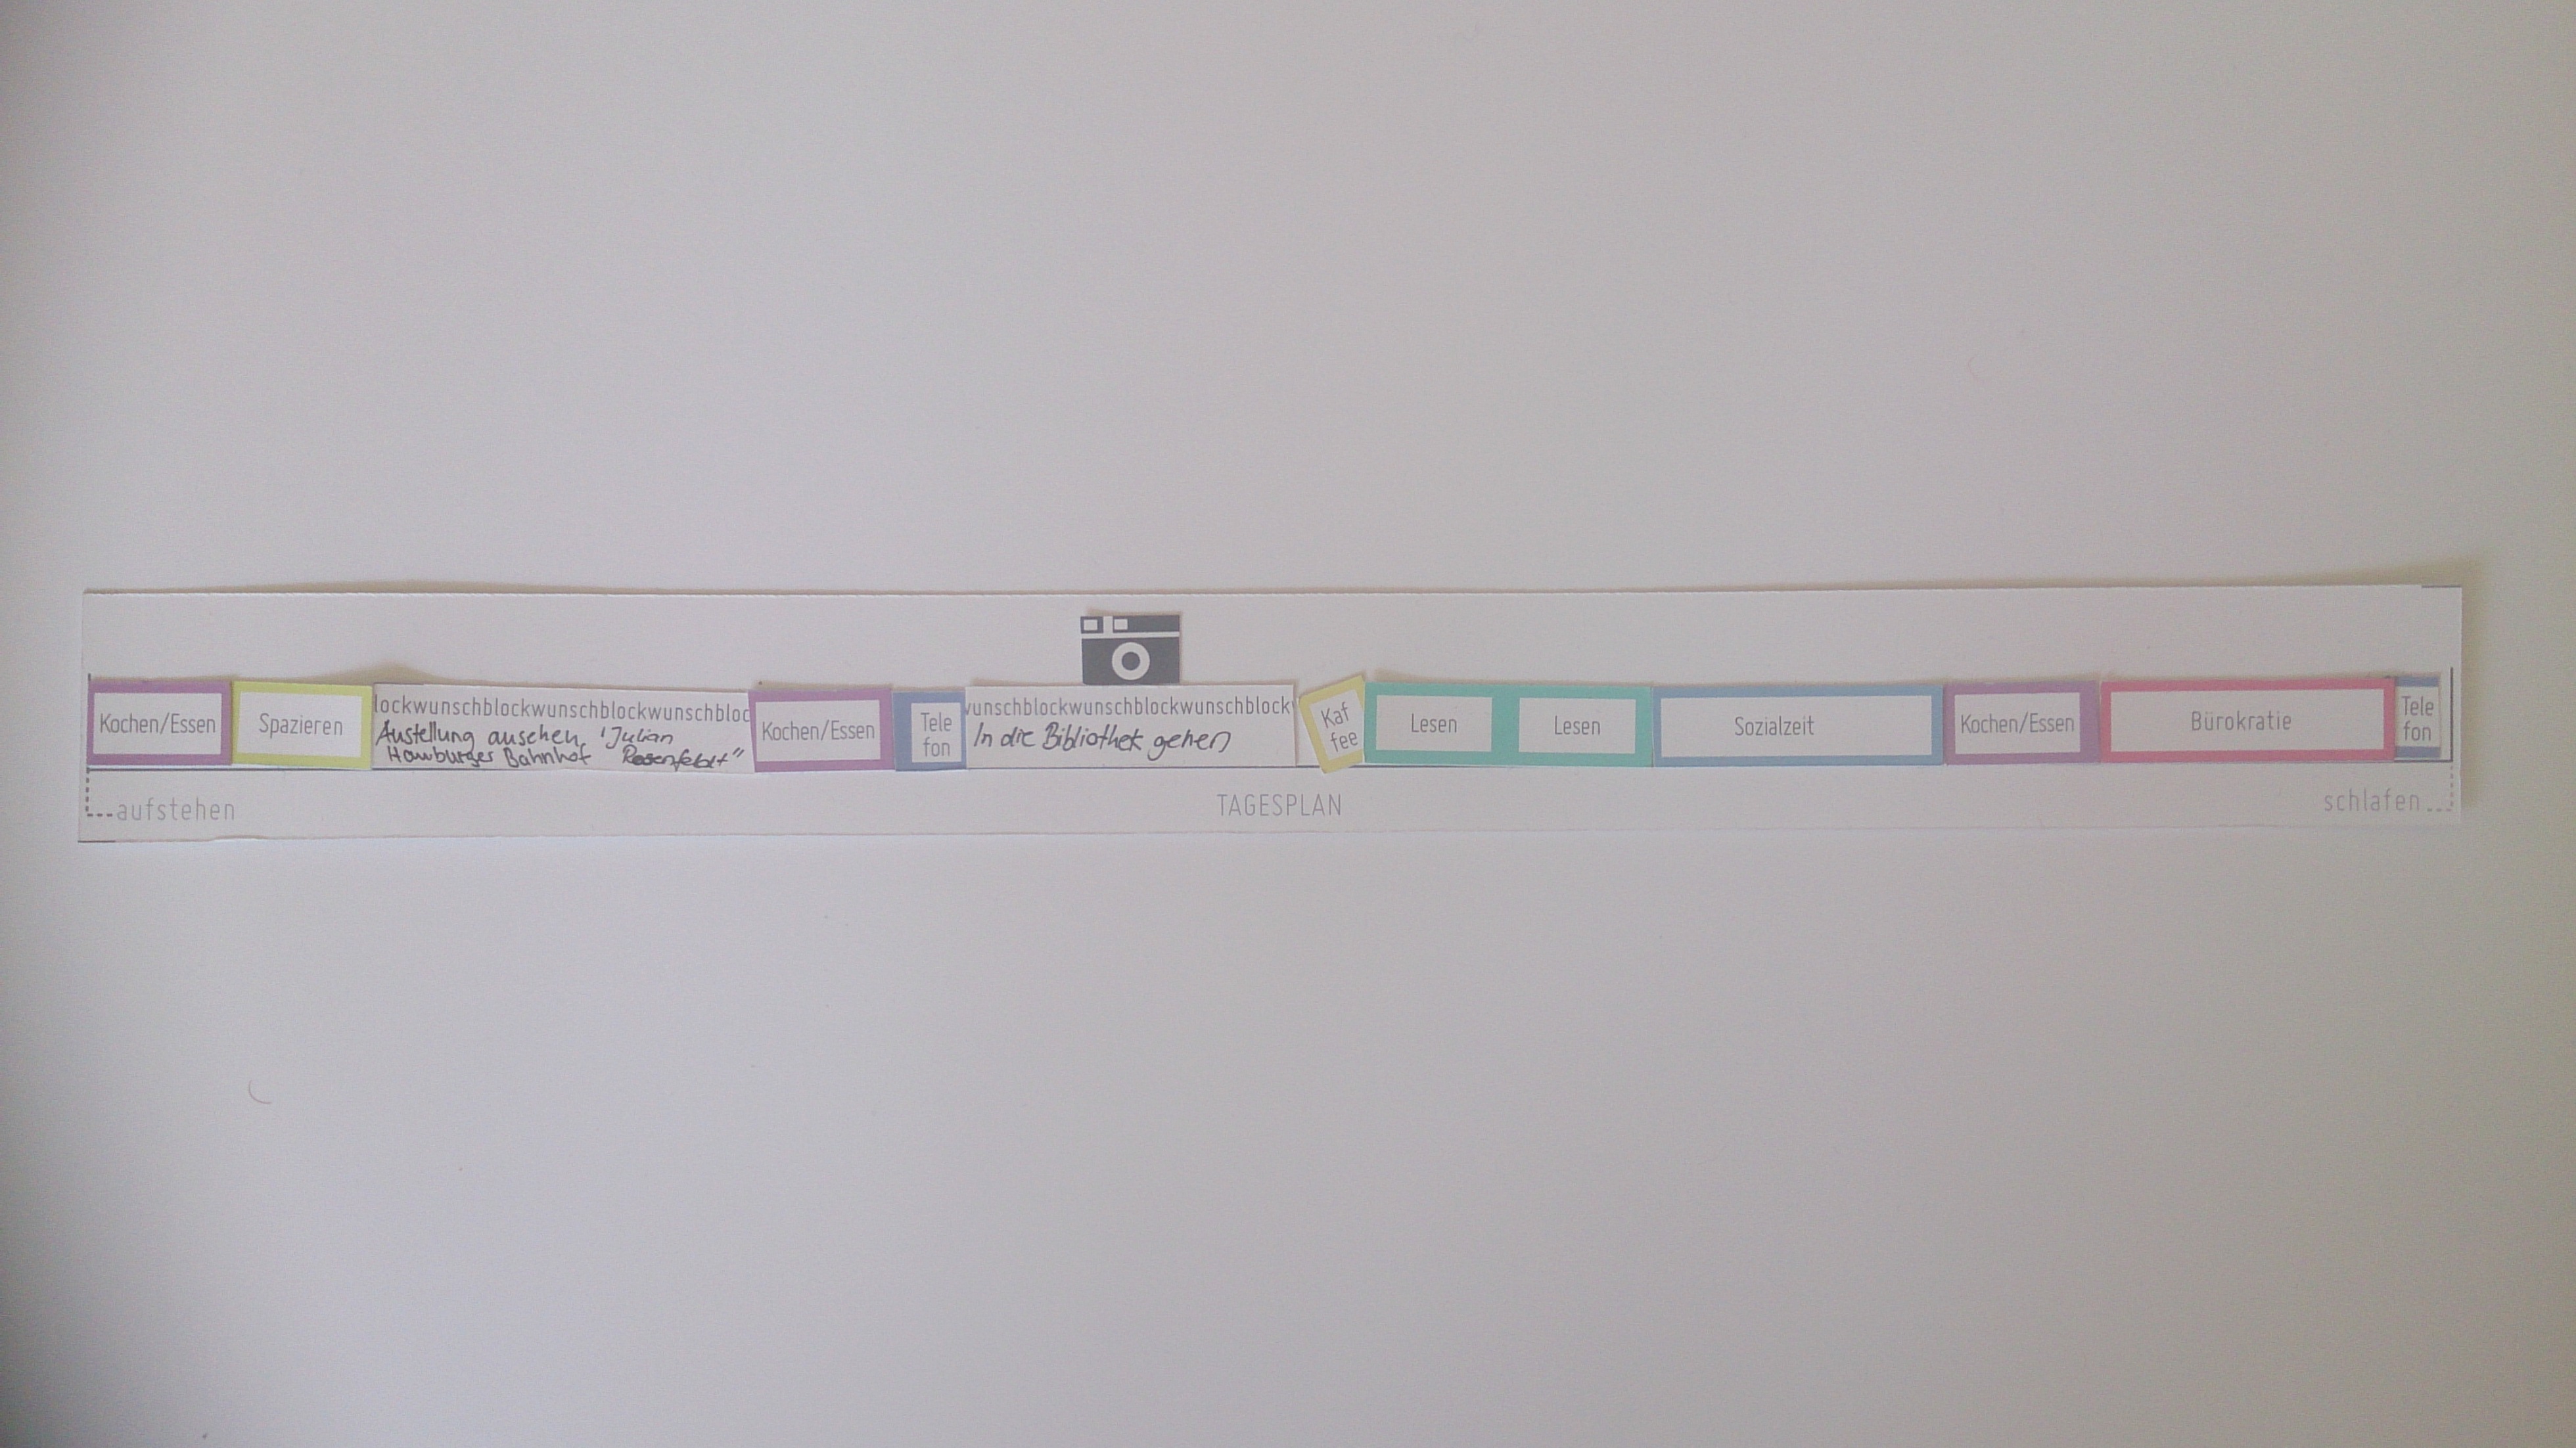 Kochen/Essen
Spazieren
lockwunschblockwunschblockwunschbloc
Austellung ansehen "Julian
Hamburger Bahnhof Rosenfeldt"
Kochen/Essen
Tele
fon
wunschblockwunschblockwunschblockw
In die Bibliothek gehen
Kaf
fee
Lesen
Lesen
Sozialzeit
Kochen/Essen
Bürokratie
Tele
fon
aufstehen
TAGESPLAN
schlafen